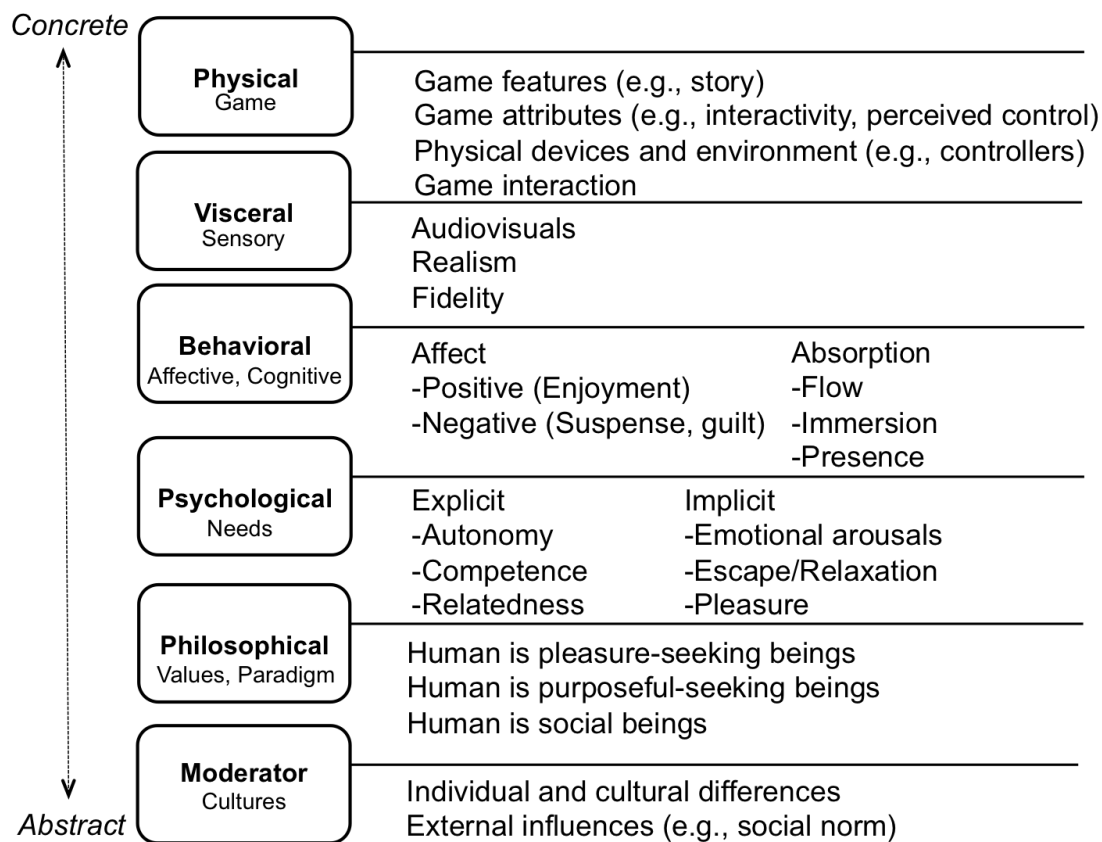 Concrete
Physical
Game
Game features (e.g., story)
Game attributes (e.g., interactivity, perceived control)
Physical devices and environment (e.g., controllers)
Game interaction
Visceral
Sensory
Audiovisuals
Realism
Fidelity
Behavioral
Affective, Cognitive
Affect
-Positive (Enjoyment)
-Negative (Suspense, guilt)
Absorption
-Flow
-Immersion
-Presence
Psychological
Needs
Explicit
-Autonomy
-Competence
-Relatedness
Implicit
-Emotional arousals
-Escape/Relaxation
-Pleasure
Philosophical
Values, Paradigm
Human is pleasure-seeking beings
Human is purposeful-seeking beings
Human is social beings
Moderator
Cultures
Individual and cultural differences
External influences (e.g., social norm)
Abstract